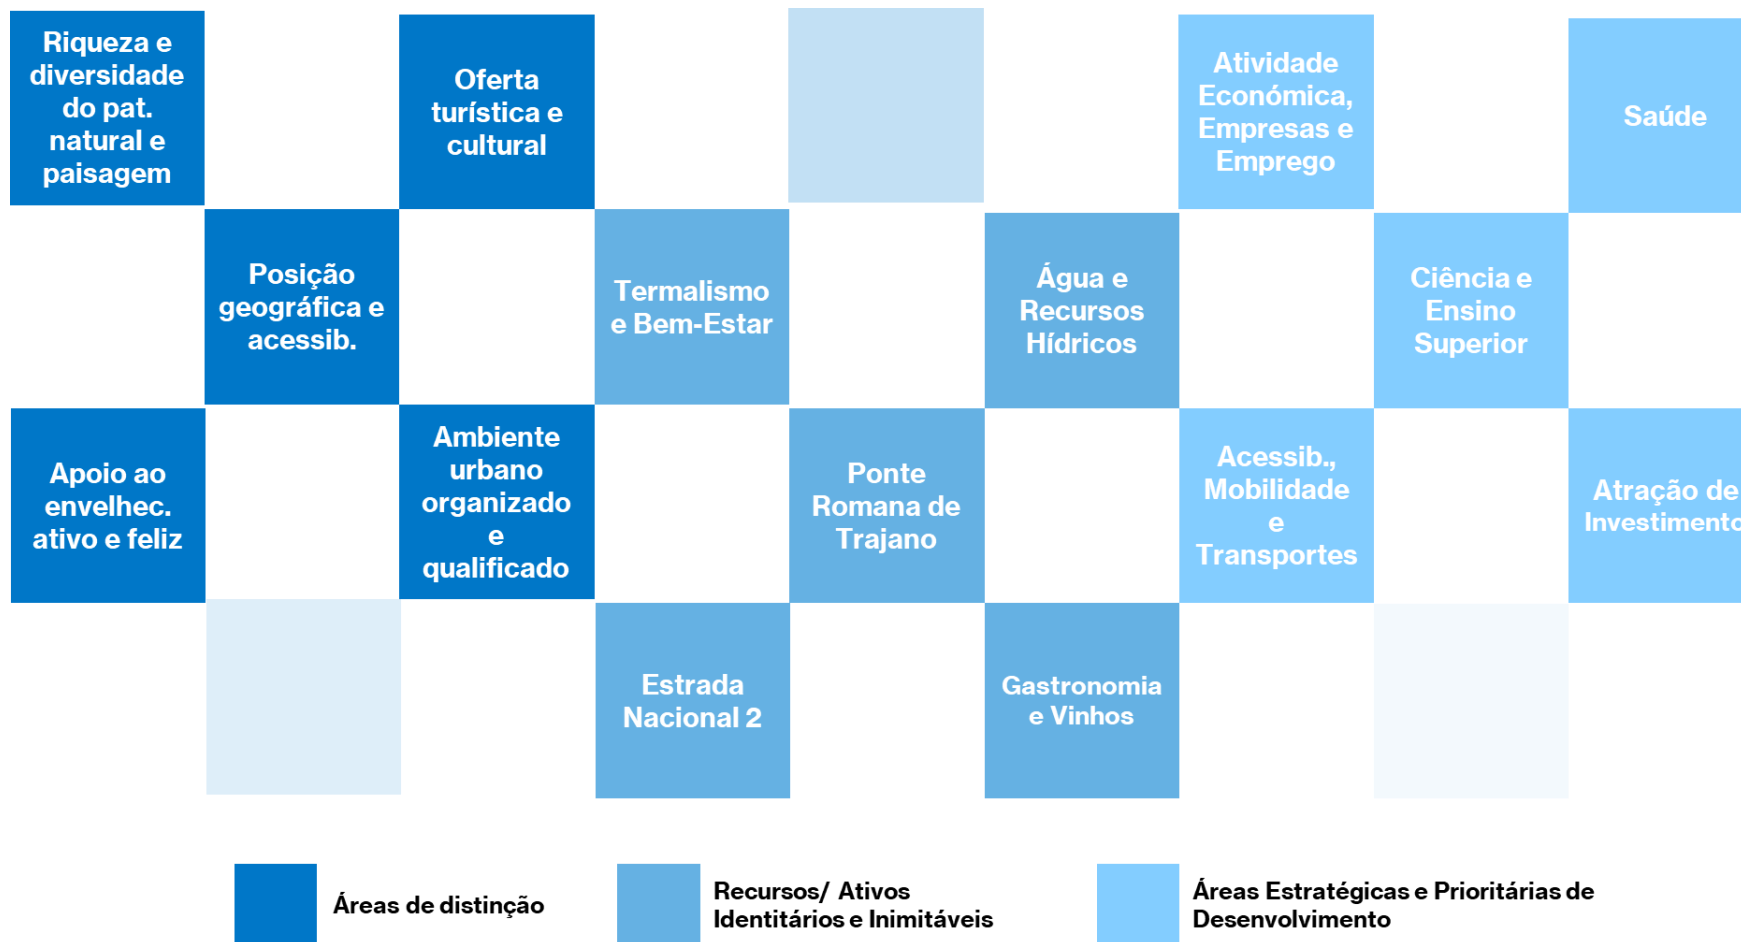 Riqueza e
diversidade
do pat.
natural e
paisagem
Oferta
turística e
cultural
Atividade
Económica,
Empresas e
Emprego
Saúde
Posição
geográfica e
acessib.
Termalismo
e Bem-Estar
Água e
Recursos
Hídricos
Ciência e
Ensino
Superior
Apoio ao
envelhec.
ativo e feliz
Ambiente
urbano
organizado
e
qualificado
Ponte
Romana de
Trajano
Acessib.,
Mobilidade
e
Transportes
Atração de
Investimento
Estrada
Nacional 2
Gastronomia
e Vinhos
Áreas de distinção
Recursos/ Ativos
Identitários e Inimitáveis
Áreas Estratégicas e Prioritárias de
Desenvolvimento